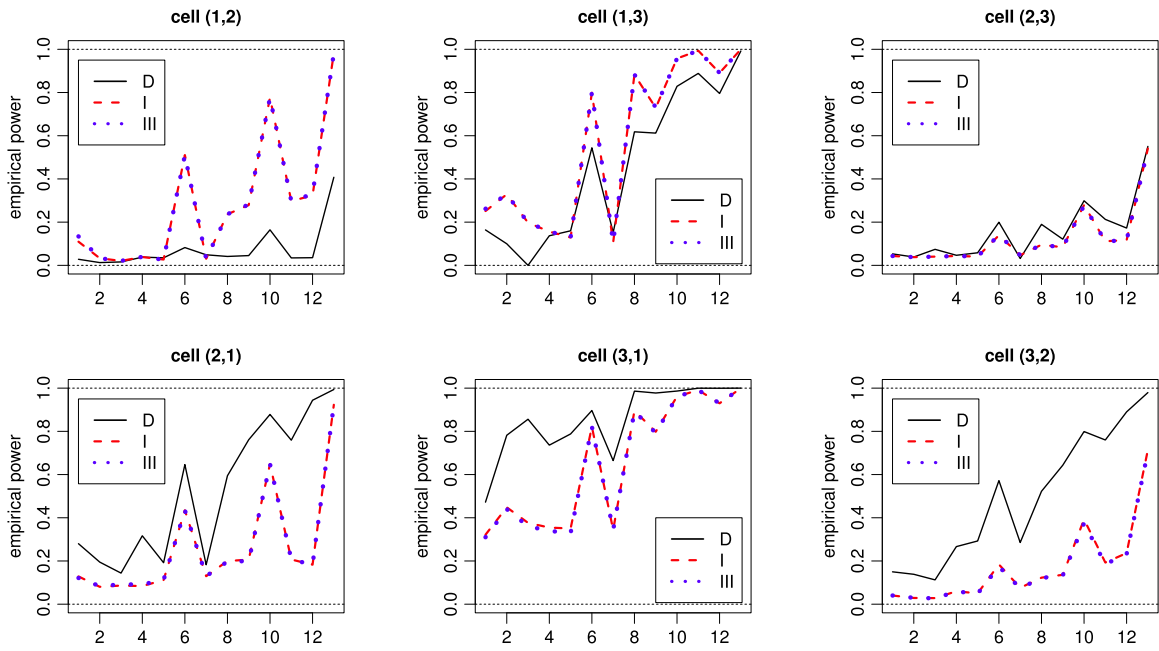 cell (1,2)
empirical power
0.0 0.2 0.4 0.6 0.8 1.0
D
I
III
2 4 6 8 10 12
cell (1,3)
empirical power
0.0 0.2 0.4 0.6 0.8 1.0
D
I
III
2 4 6 8 10 12
cell (2,3)
empirical power
0.0 0.2 0.4 0.6 0.8 1.0
D
I
III
2 4 6 8 10 12
cell (2,1)
empirical power
0.0 0.2 0.4 0.6 0.8 1.0
D
I
III
2 4 6 8 10 12
cell (3,1)
empirical power
0.0 0.2 0.4 0.6 0.8 1.0
D
I
III
2 4 6 8 10 12
cell (3,2)
empirical power
0.0 0.2 0.4 0.6 0.8 1.0
D
I
III
2 4 6 8 10 12